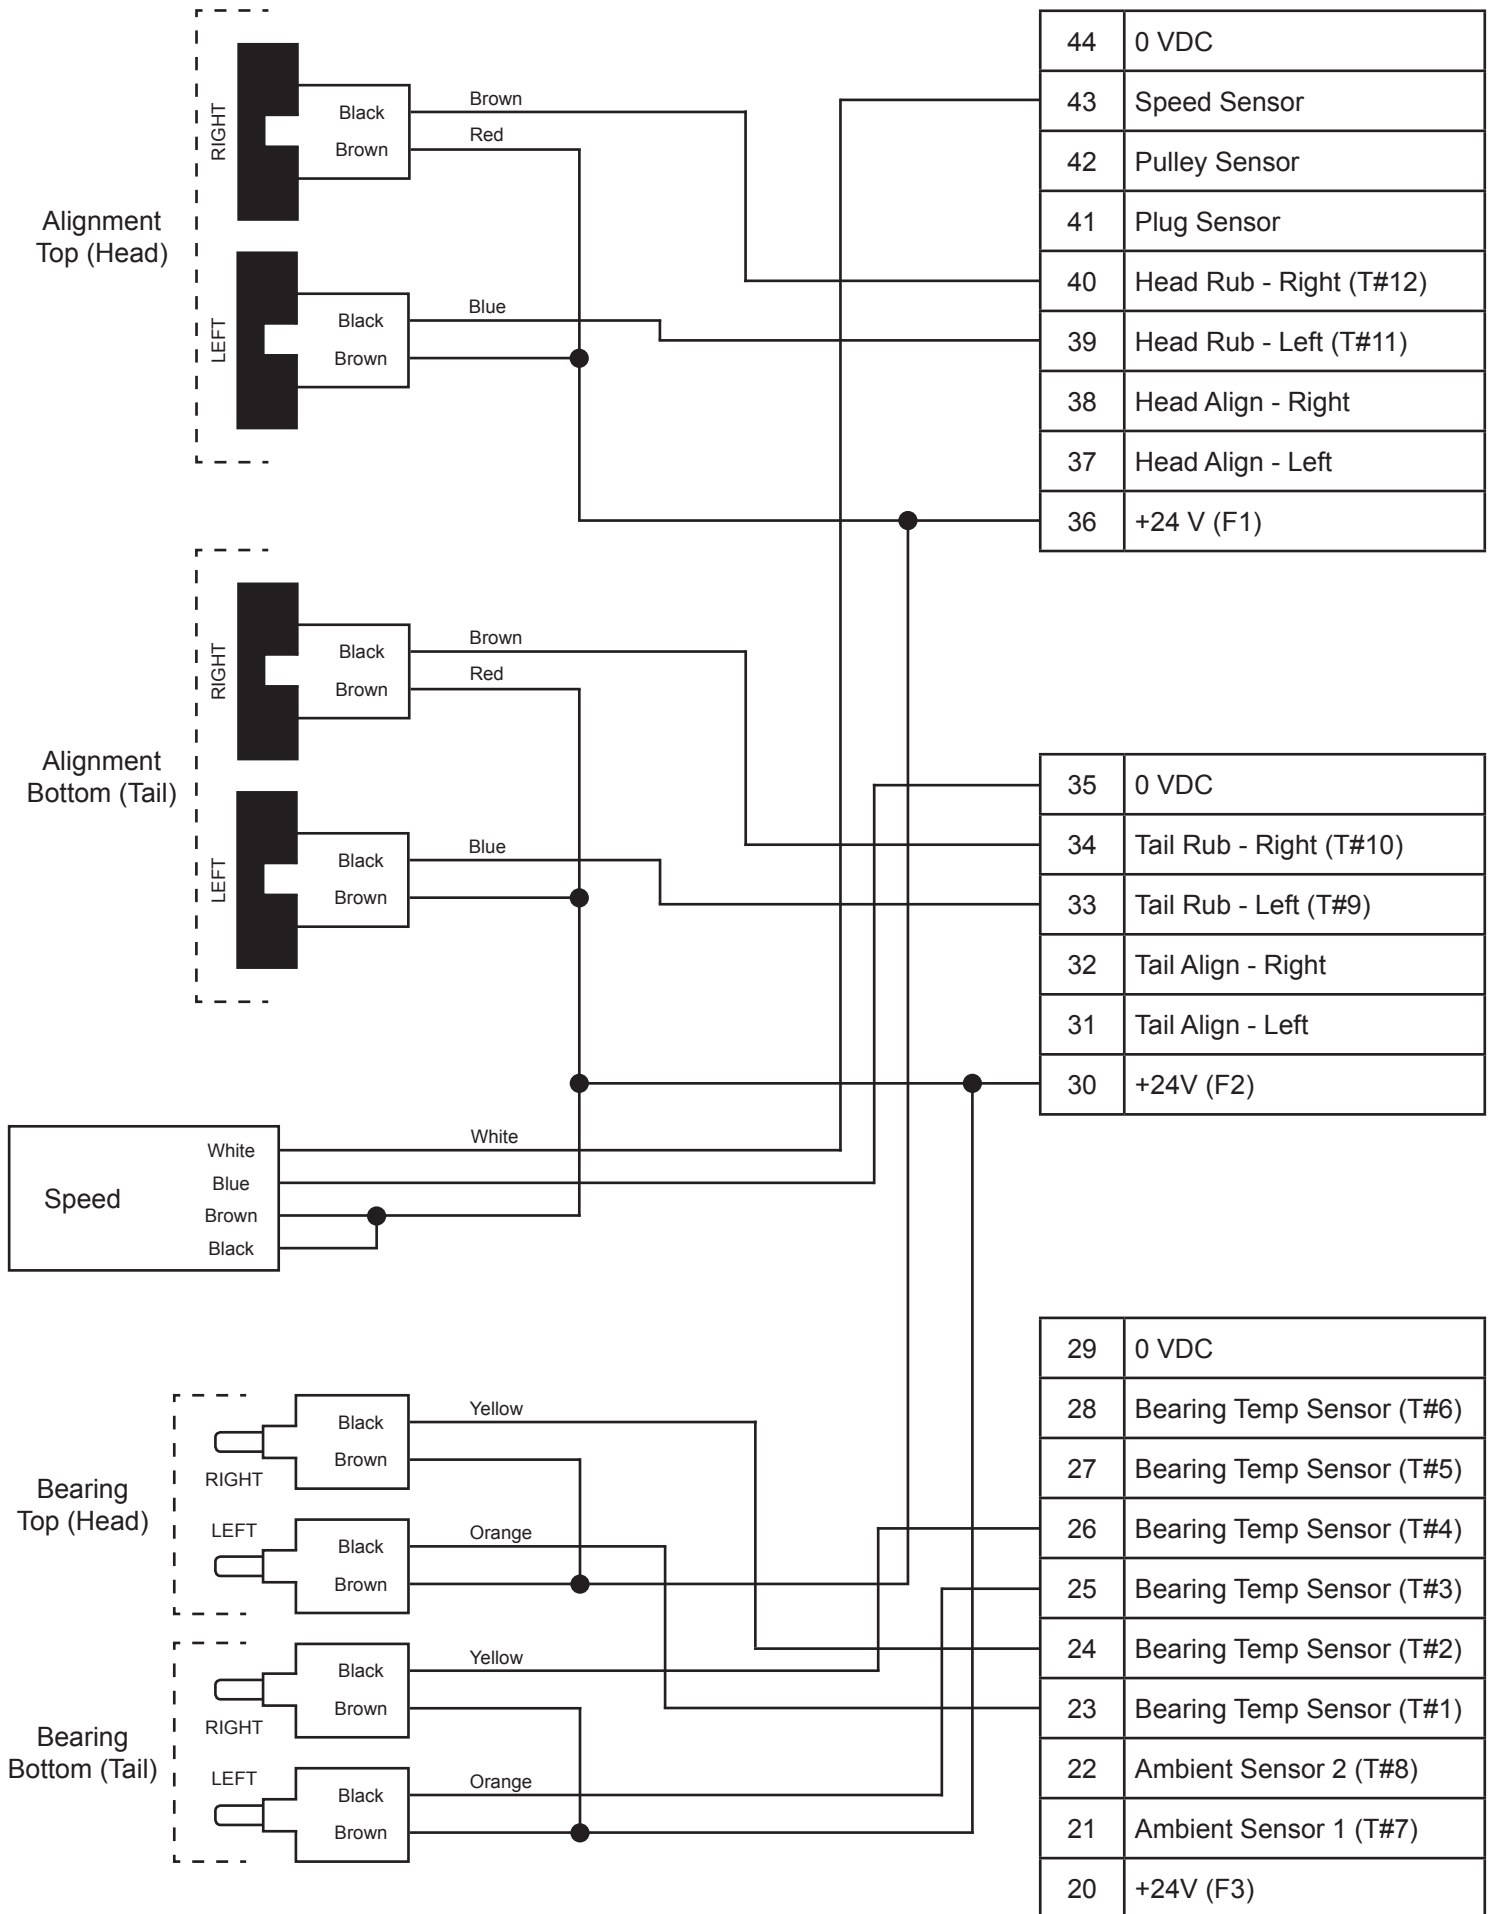 RIGHT
Black
Brown
Brown
Red
Alignment
Top (Head)
LEFT
Black
Brown
Blue
44 0 VDC
43 Speed Sensor
42 Pulley Sensor
41 Plug Sensor
40 Head Rub - Right (T#12)
39 Head Rub - Left (T#11)
38 Head Align - Right
37 Head Align - Left
36 +24 V (F1)
RIGHT
Black
Brown
Brown
Red
Alignment
Bottom (Tail)
LEFT
Black
Brown
Blue
35 0 VDC
34 Tail Rub - Right (T#10)
33 Tail Rub - Left (T#9)
32 Tail Align - Right
31 Tail Align - Left
30 +24V (F2)
Speed
White
Blue
Brown
Black
White
Bearing
Top (Head)
RIGHT
Black
Brown
Yellow
LEFT
Black
Brown
Orange
Bearing
Bottom (Tail)
RIGHT
Black
Brown
Yellow
LEFT
Black
Brown
Orange
29 0 VDC
28 Bearing Temp Sensor (T#6)
27 Bearing Temp Sensor (T#5)
26 Bearing Temp Sensor (T#4)
25 Bearing Temp Sensor (T#3)
24 Bearing Temp Sensor (T#2)
23 Bearing Temp Sensor (T#1)
22 Ambient Sensor 2 (T#8)
21 Ambient Sensor 1 (T#7)
20 +24V (F3)